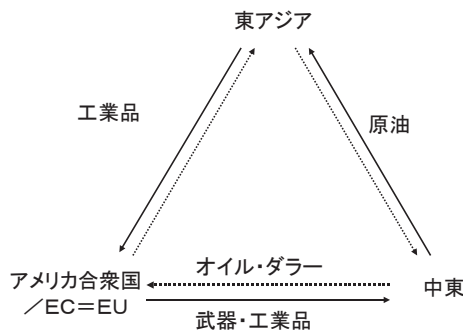 東アジア
工業品
原油
オイル・ダラー
アメリカ合衆国
／EC＝EU
中東
武器・工業品